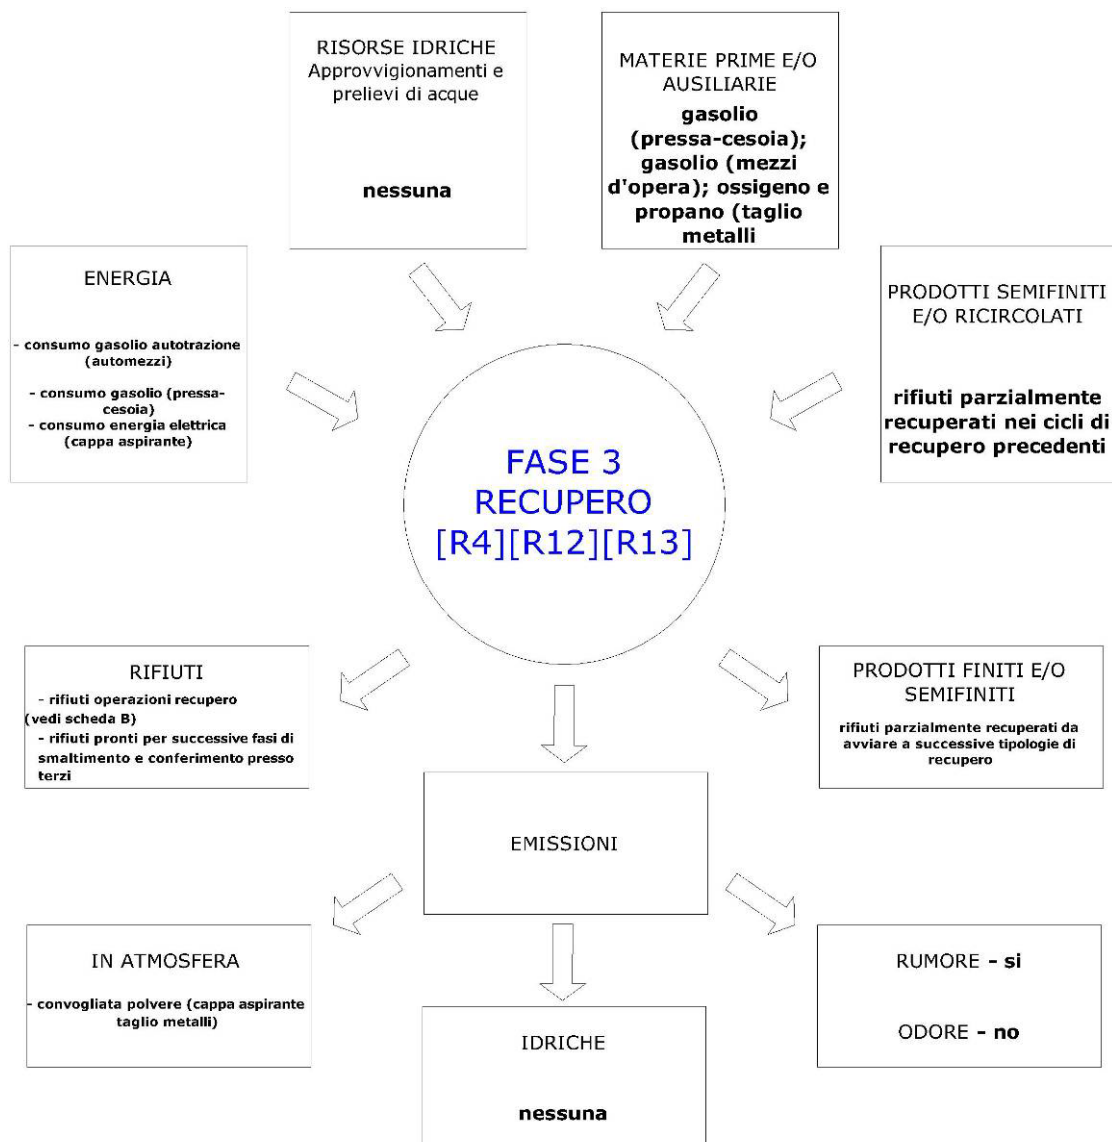 RISORSE IDRICHE
Approvvigionamenti e
prelievi di acque
nessuna
MATERIE PRIME E/O
AUSILIARIE
gasolio
(pressa-cesoia);
gasolio (mezzi
d'opera); ossigeno e
propano (taglio
metalli
ENERGIA
- consumo gasolio autotrazione
(automezzi)
- consumo gasolio (pressa-
cesoia)
- consumo energia elettrica
(cappa aspirante)
PRODOTTI SEMIFINITI
E/O RICIRCOLATI
rifiuti parzialmente
recuperati nei cicli di
recupero precedenti
FASE 3
RECUPERO
[R4][R12][R13]
RIFIUTI
- rifiuti operazioni recupero
(vedi scheda B)
- rifiuti pronti per successive fasi di
smaltimento e conferimento presso
terzi
PRODOTTI FINITI E/O
SEMIFINITI
rifiuti parzialmente recuperati da
avviare a successive tipologie di
recupero
EMISSIONI
IN ATMOSFERA
- convogliata polvere (cappa aspirante
taglio metalli)
IDRICHE
nessuna
RUMORE - si
ODORE - no